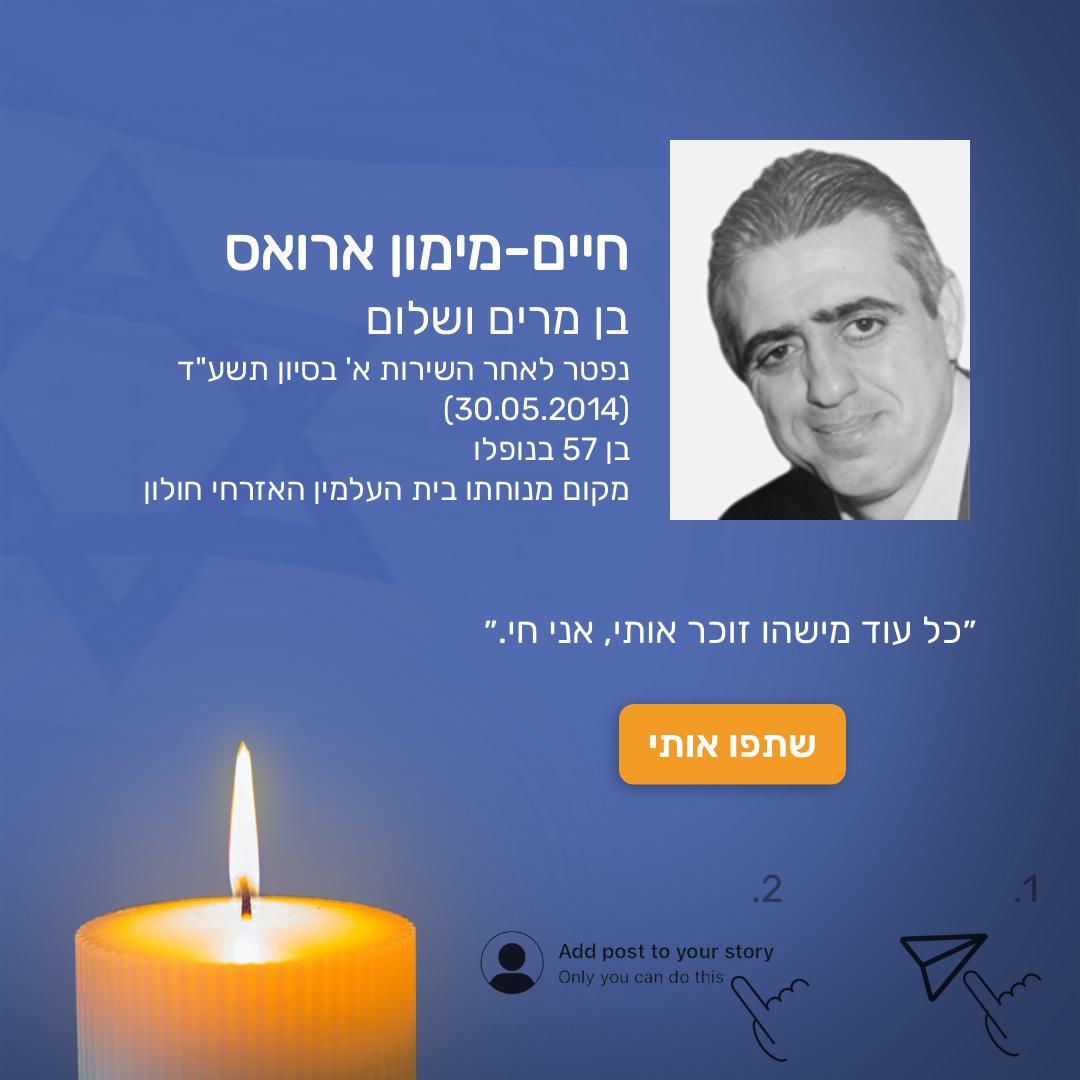 חיים-מימון ארואס
בן מרים ושלום
נפטר לאחר השירות א' בסיון תשע"ד
(30.05.2014)
בן 57 בנופלו
מקום מנוחתו בית העלמין האזרחי חולון
״כל עוד מישהו זוכר אותי, אני חי.״
שתפו אותי
1.
2.
Add post to your story
Only you can do this